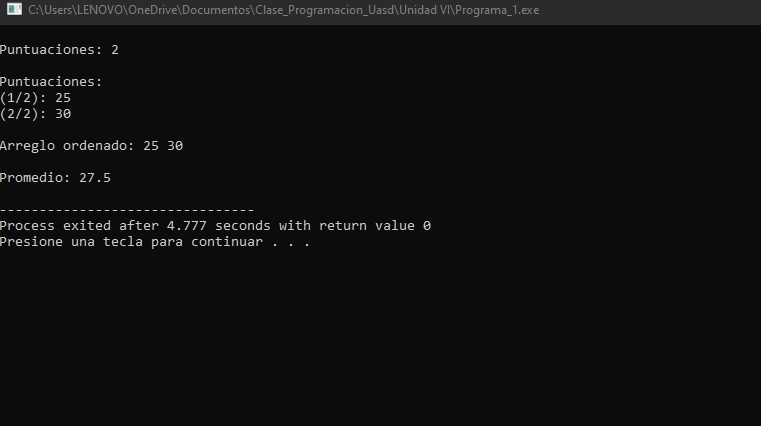 C:\Users\LENOVO\OneDrive\Documentos\Clase_Programacion_Uasd\Unidad VI\Programa_1.exe
Puntuaciones: 2
Puntuaciones:
(1/2): 25
(2/2): 30
Arreglo ordenado: 25 30
Promedio: 27.5
--------------------------------
Process exited after 4.777 seconds with return value 0
Presione una tecla para continuar . . .